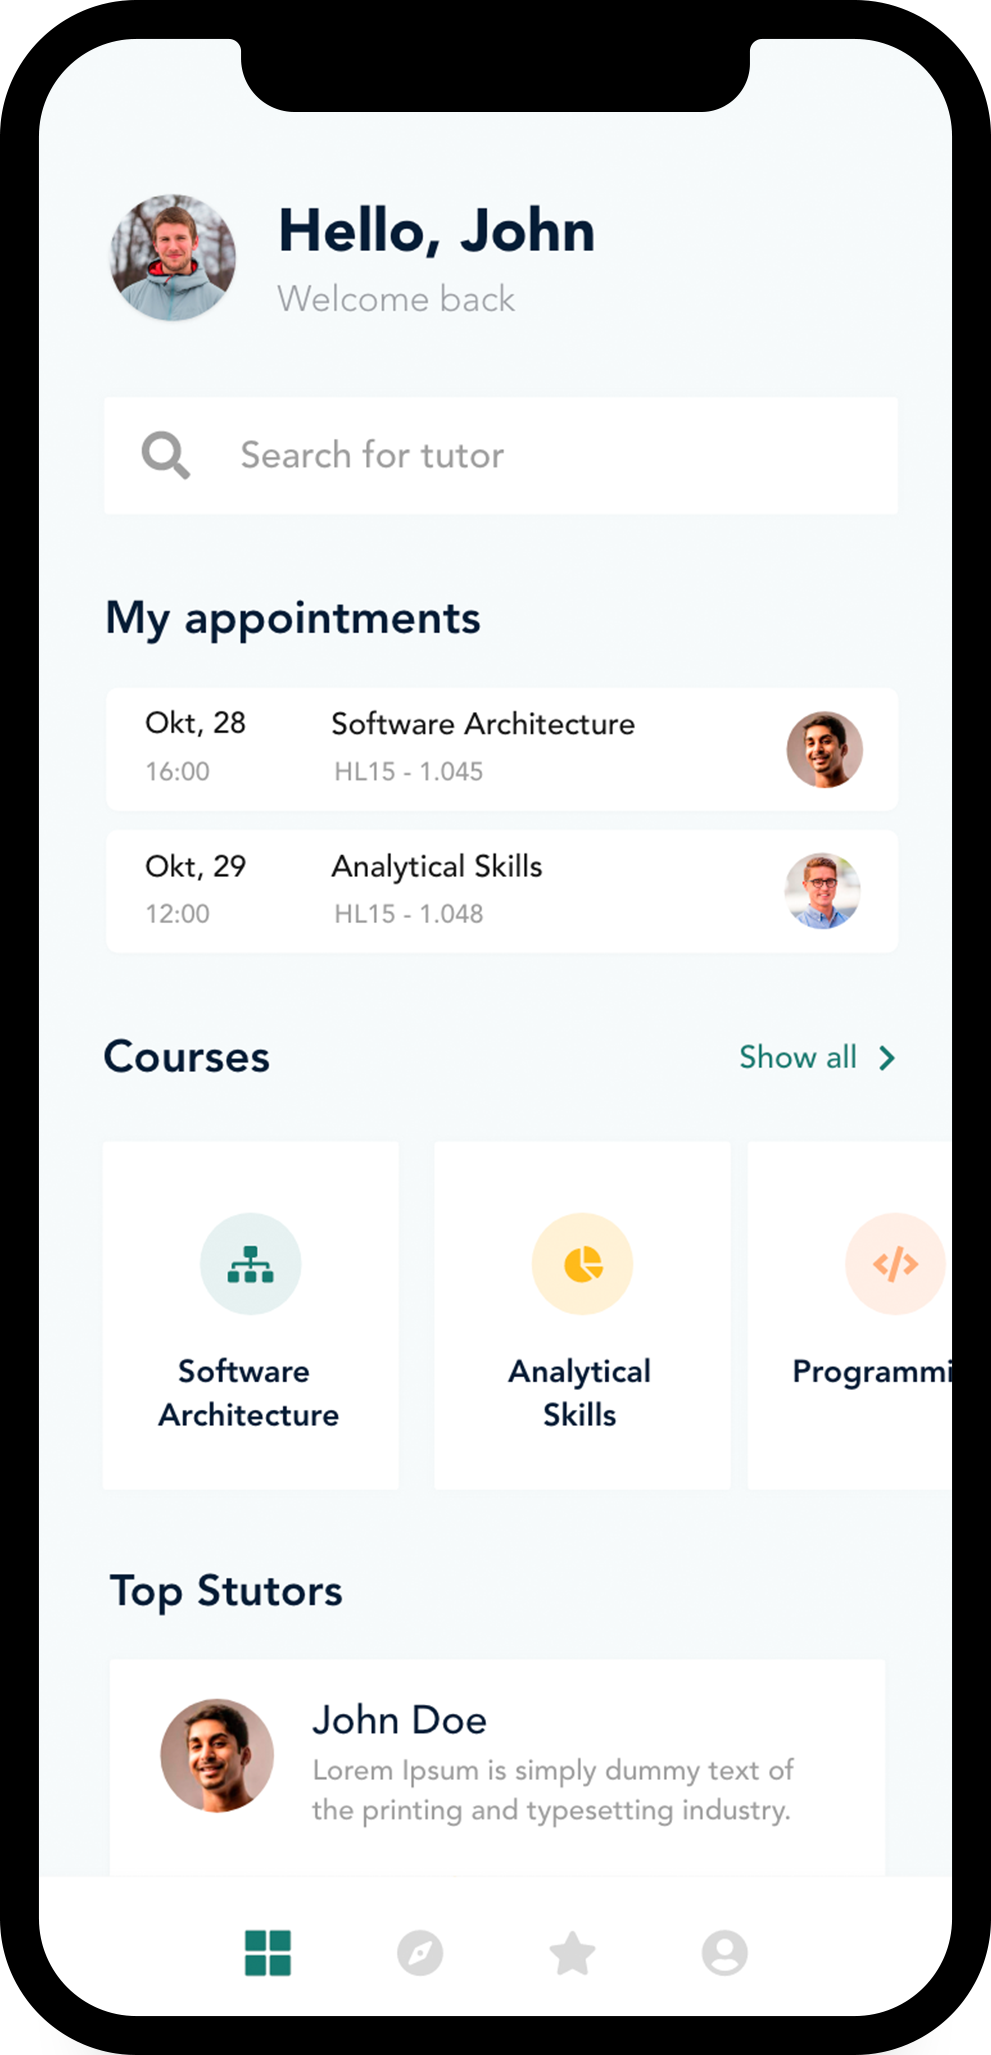 Hello, John
Welcome back
Search for tutor
My appointments
Okt, 28
Software Architecture
16:00
HL15 - 1.045
Okt, 29
Analytical Skills
12:00
HL15 - 1.048
Courses
Show all
Software
Architecture
Analytical
Skills
Programmi
Top Stutors
John Doe
Lorem Ipsum is simply dummy text of
the printing and typesetting industry.